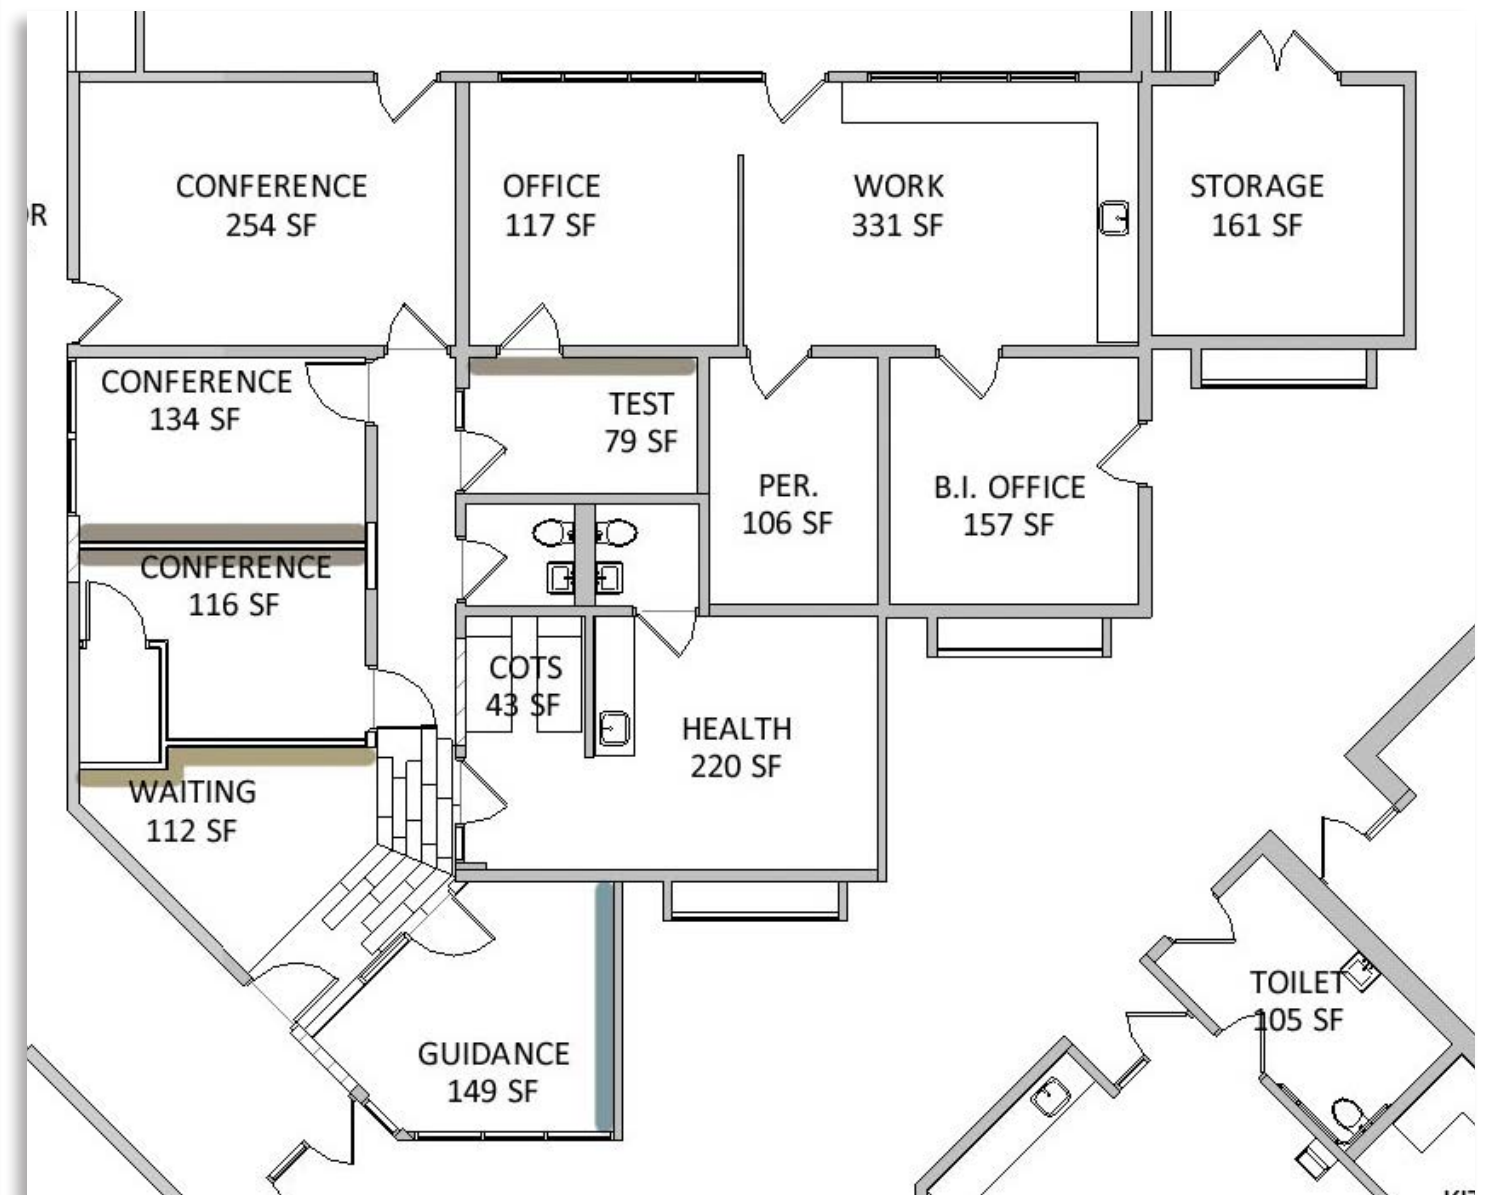 CONFERENCE
254 SF
OFFICE
117 SF
WORK
331 SF
STORAGE
161 SF
CONFERENCE
134 SF
TEST
79 SF
PER.
106 SF
B.I. OFFICE
157 SF
CONFERENCE
116 SF
COTS
43 SF
HEALTH
220 SF
WAITING
112 SF
TOILET
105 SF
GUIDANCE
149 SF